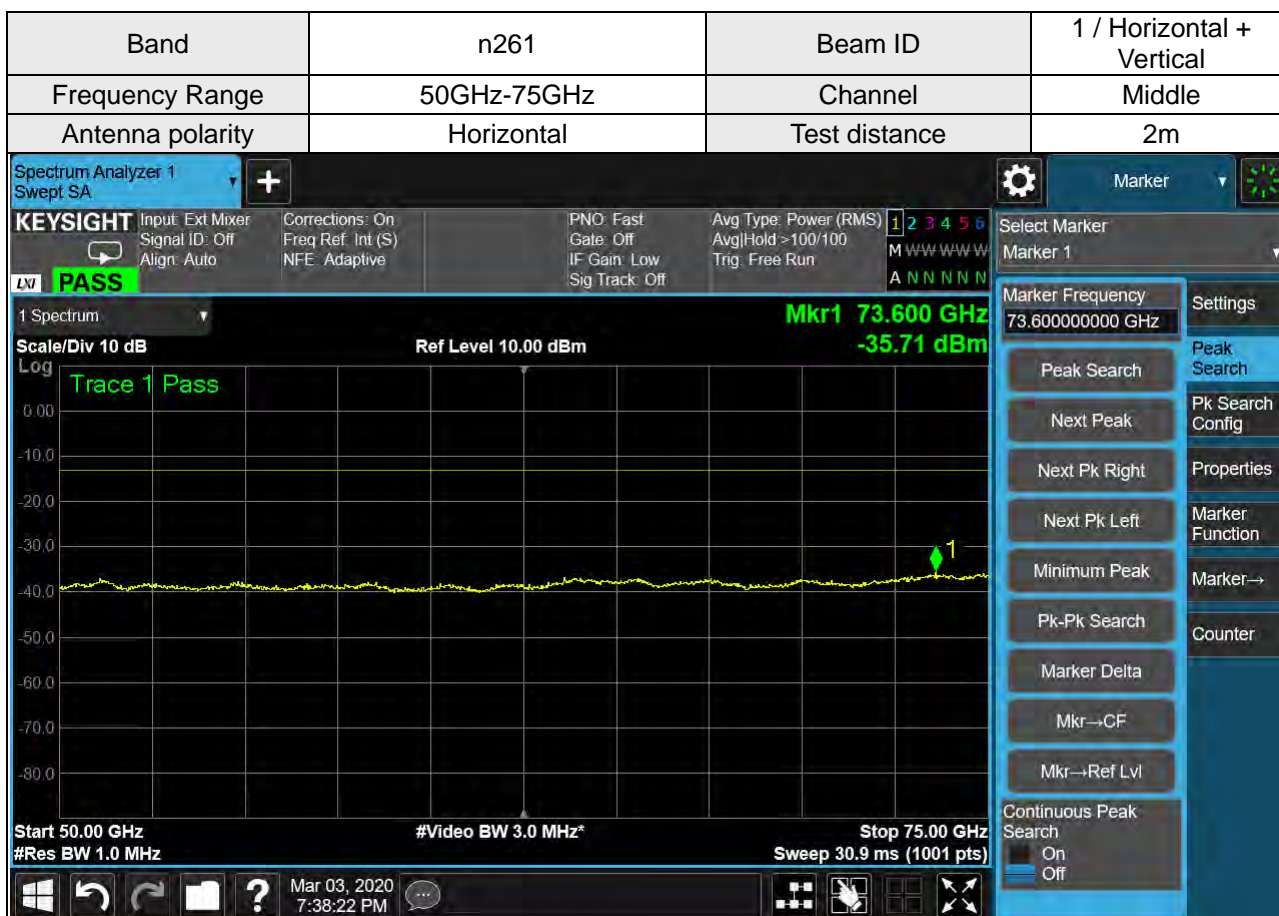 Band n261 Beam ID 1 / Horizontal + Vertical
Frequency Range 50GHz-75GHz Channel Middle
Antenna polarity Horizontal Test distance 2m
Spectrum Analyzer 1
Swept SA
+
Marker
KEYSIGHT
LXI PASS
Input: Ext Mixer
Signal ID: Off
Align: Auto
Corrections: On
Freq Ref: Int (S)
NFE: Adaptive
PNO: Fast
Gate: Off
IF Gain: Low
Sig Track: Off
Avg Type: Power (RMS)
Avg|Hold >100/100
Trig: Free Run
1 2 3 4 5 6
M W W W W W
A N N N N N
Select Marker
Marker 1
1 Spectrum
Scale/Div 10 dB
Ref Level 10.00 dBm
Mkr1 73.600 GHz
-35.71 dBm
Log
Trace 1 Pass
0.00
-10.0
-20.0
-30.0
-40.0
-50.0
-60.0
-70.0
-80.0
1
Start 50.00 GHz
#Res BW 1.0 MHz
#Video BW 3.0 MHz*
Stop 75.00 GHz
Sweep 30.9 ms (1001 pts)
Marker Frequency
73.600000000 GHz
Peak Search
Next Peak
Next Pk Right
Next Pk Left
Minimum Peak
Pk-Pk Search
Marker Delta
Mkr→CF
Mkr→Ref Lvl
Continuous Peak
Search
On
Off
Settings
Peak
Search
Pk Search
Config
Properties
Marker
Function
Marker→
Counter
?
Mar 03, 2020
7:38:22 PM